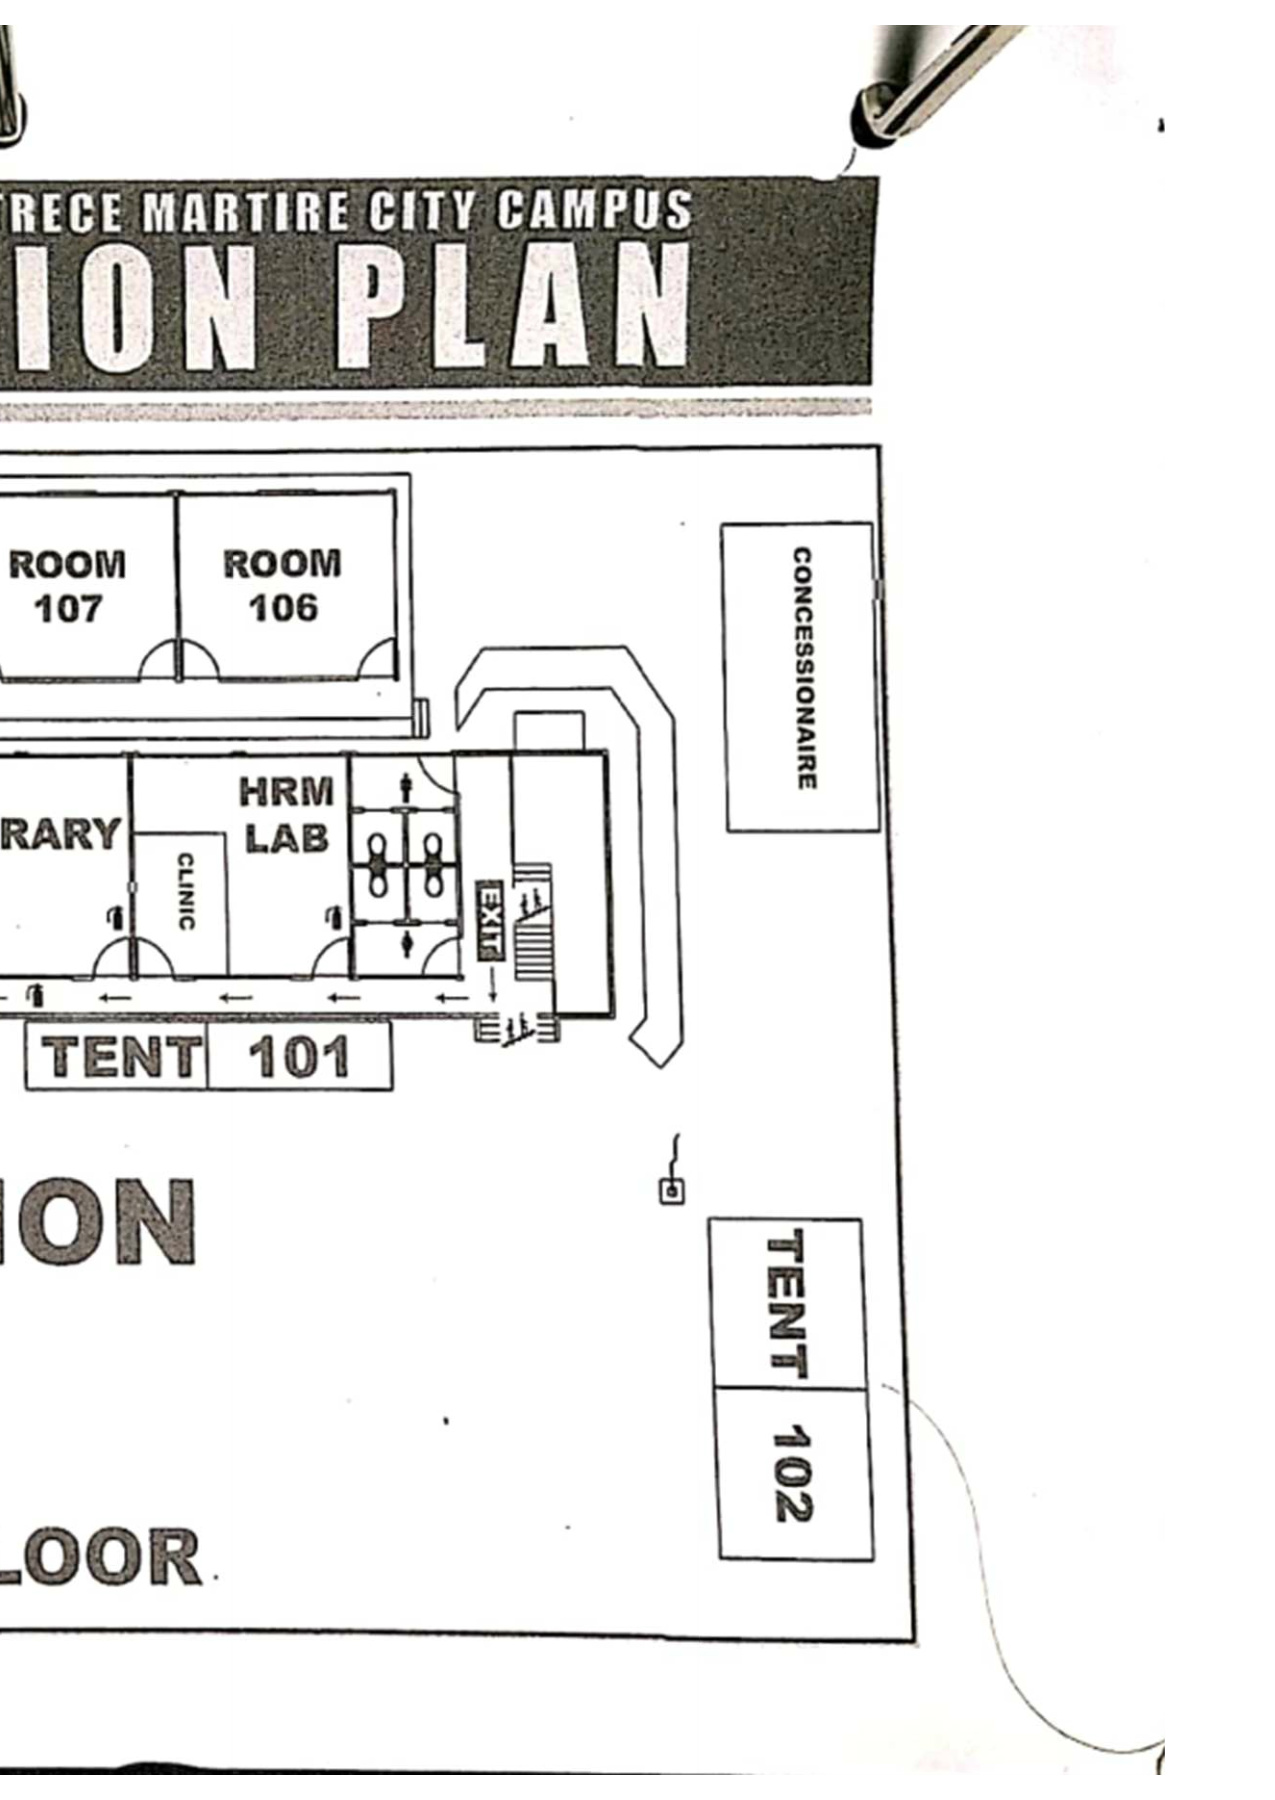 TRECE MARTIRE CITY CAMPUS
ION PLAN
ROOM
107
ROOM
106
CONCESSIONAIRE
RARY
CLINIC
HRM
LAB
EXIT
TENT 101
ION
TENT 102
LOOR